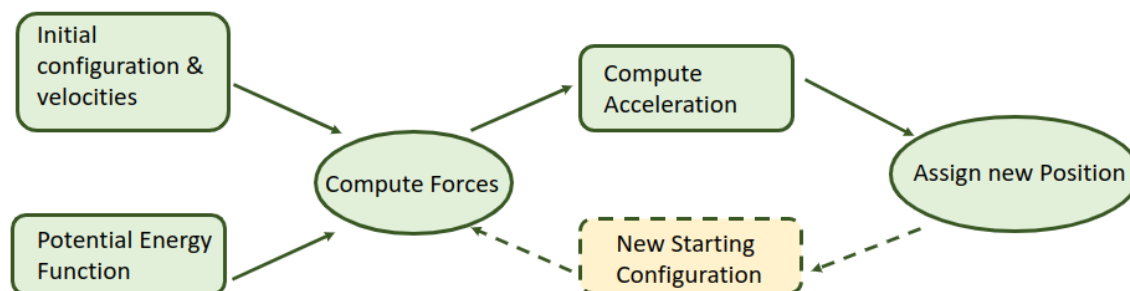 Initial
configuration &
velocities
Potential Energy
Function
Compute Forces
Compute
Acceleration
Assign new Position
New Starting
Configuration